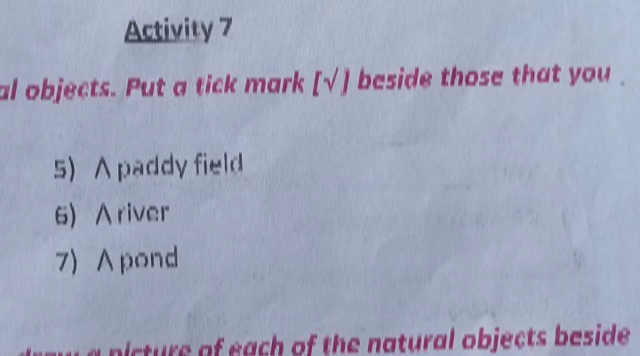 Activity 7
al objects. Put a tick mark [√] beside those that you
5) A paddy field
6) A river
7) A pond
draw a picture of each of the natural objects beside